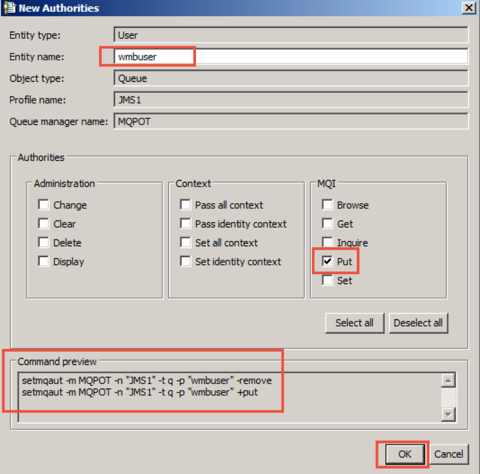 New Authorities
Entity type: User
Entity name: wmbuser
Object type: Queue
Profile name: JMS1
Queue manager name: MQPOT
Authorities
Administration
Change
Clear
Delete
Display
Context
Pass all context
Pass identity context
Set all context
Set identity context
MQI
Browse
Get
Inquire
Put
Set
Select all
Deselect all
Command preview
setmqaut -m MQPOT -n "JMS1" -t q -p "wmbuser" -remove
setmqaut -m MQPOT -n "JMS1" -t q -p "wmbuser" +put
OK
Cancel